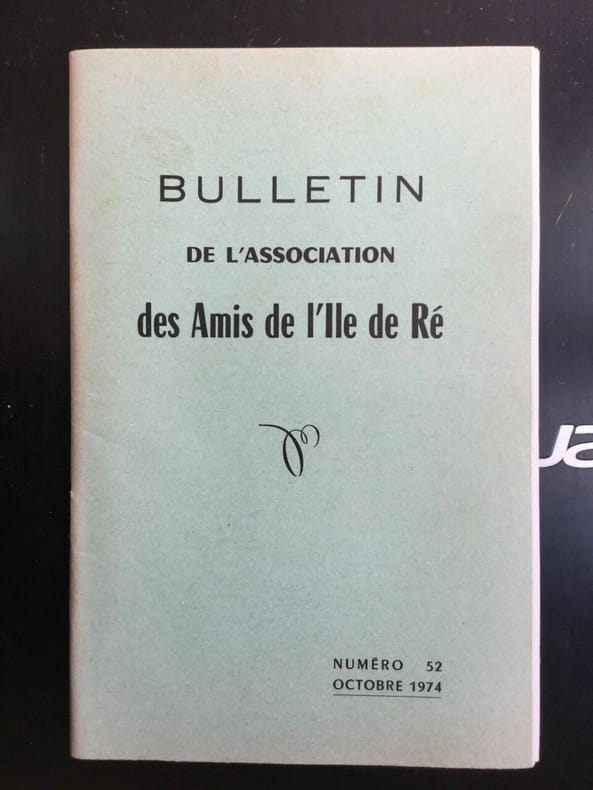 BULLETIN
DE L'ASSOCIATION
des Amis de l'Ile de Ré
NUMÉRO 52
OCTOBRE 1974